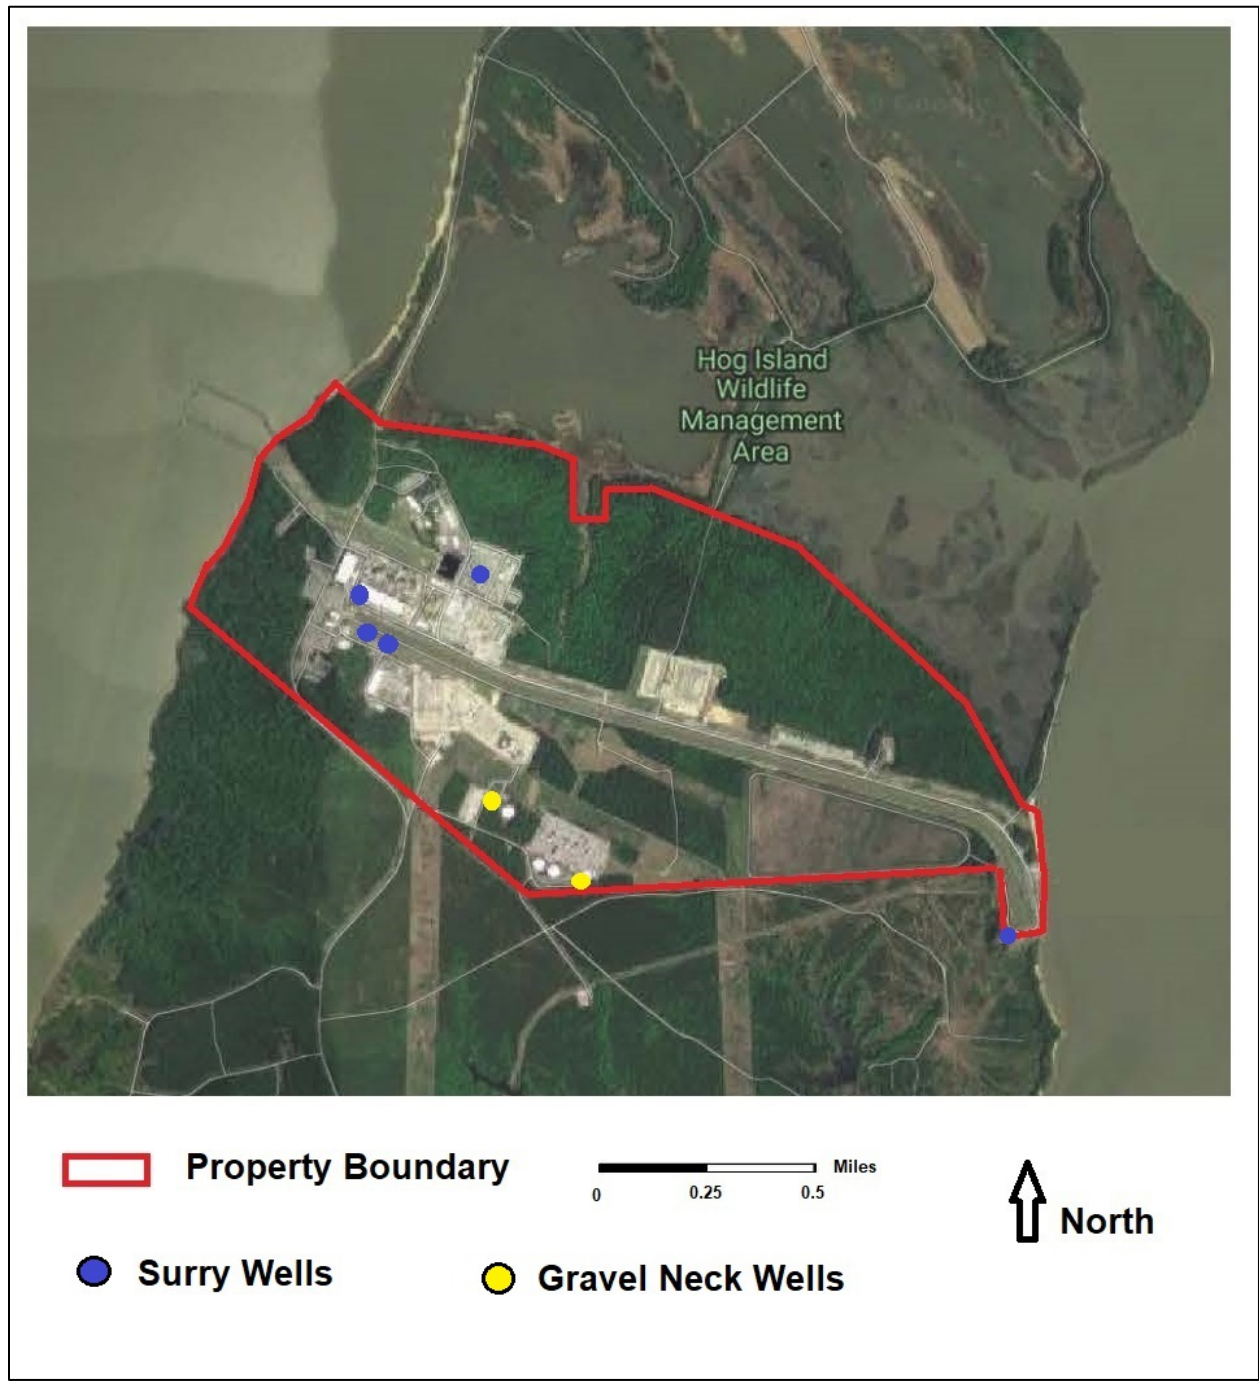 Hog Island
Wildlife
Management
Area
Property Boundary
Miles
0
0.25
0.5
North
Surry Wells
Gravel Neck Wells